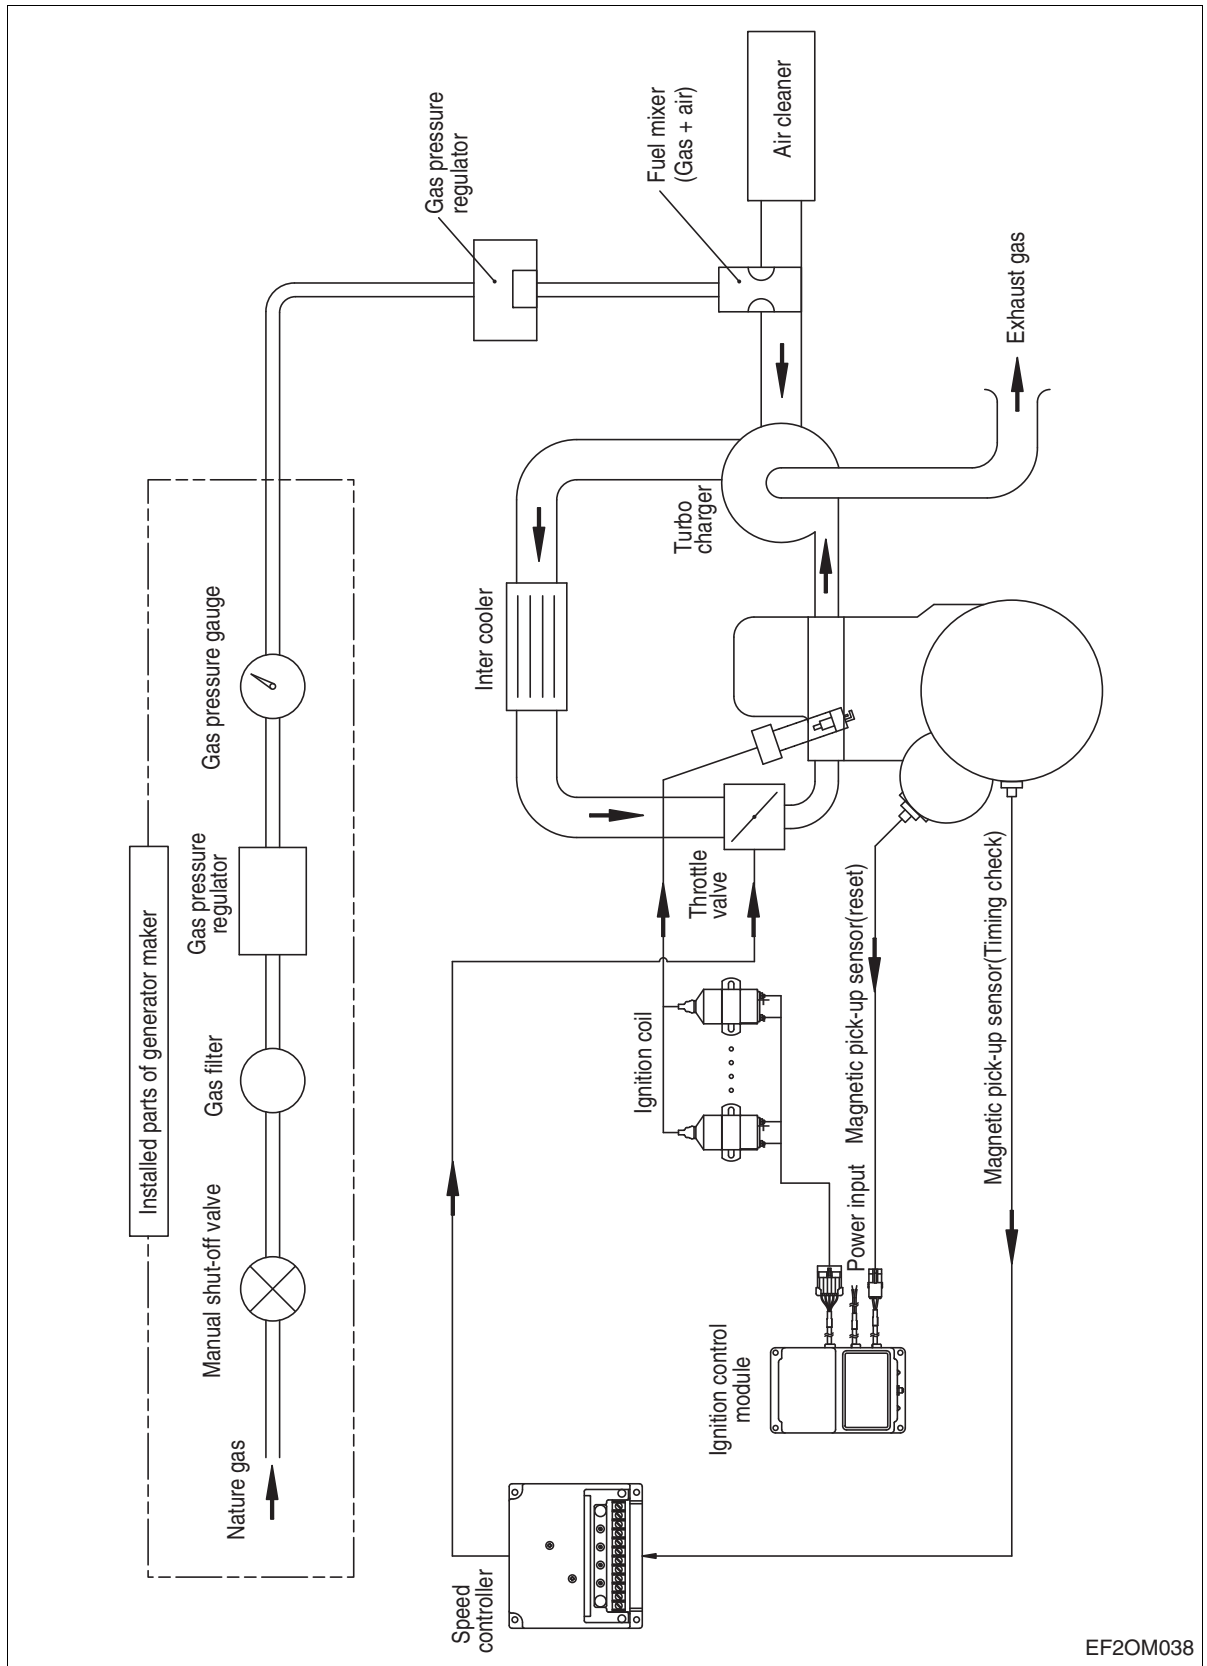 Installed parts of generator maker
Nature gas
Manual shut-off valve
Gas filter
Gas pressure
regulator
Gas pressure gauge
Gas pressure
regulator
Fuel mixer
(Gas + air)
Air cleaner
Exhaust gas
Turbo
charger
Inter cooler
Throttle
valve
Ignition coil
Magnetic pick-up sensor(reset)
Magnetic pick-up sensor(Timing check)
Power input
Ignition control
module
Speed
controller
EF2OM038